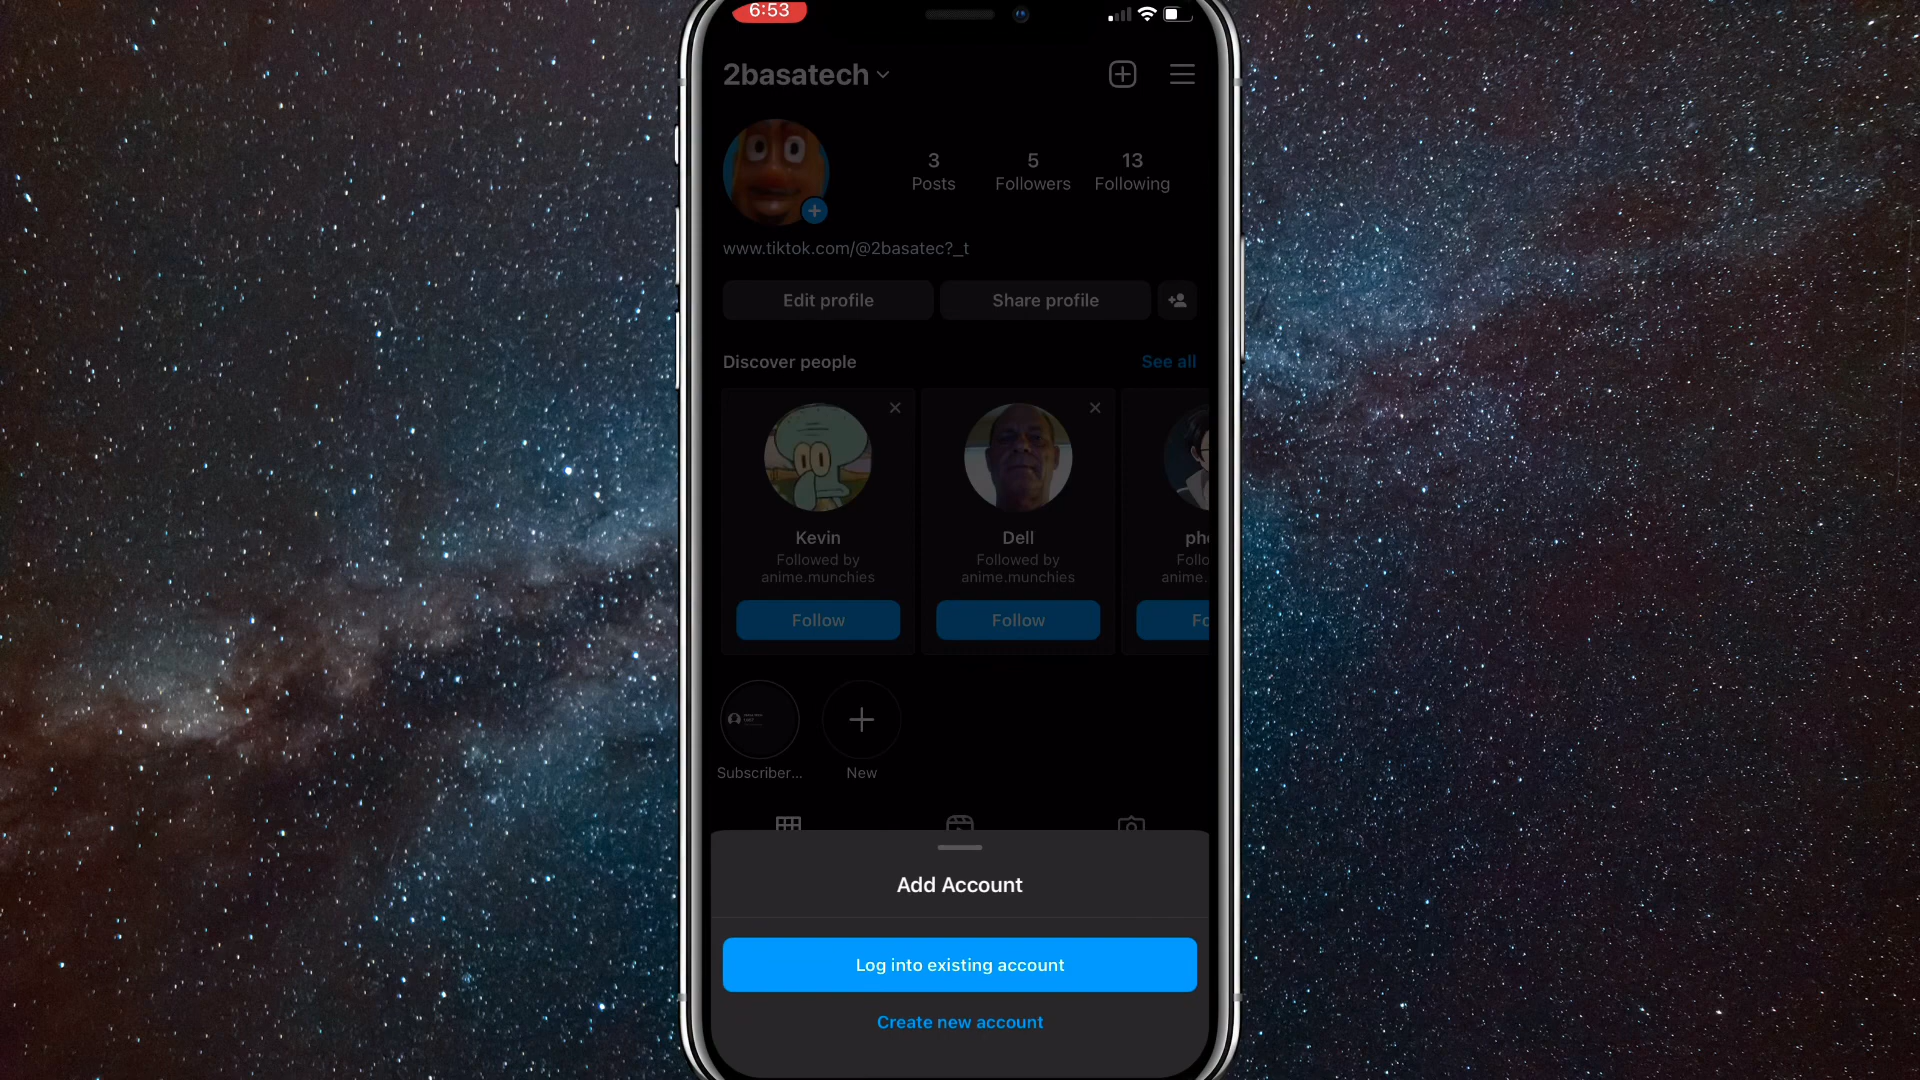 6:53
2basatech
3 5 13
Posts Followers Following
www.tiktok.com/@2basatec?_t
Edit profile Share profile
Discover people See all
Kevin Dell
Followed by Followed by
anime.munchies anime.munchies anime.
Follow Follow
Subscriber... New
Add Account
Log into existing account
Create new account